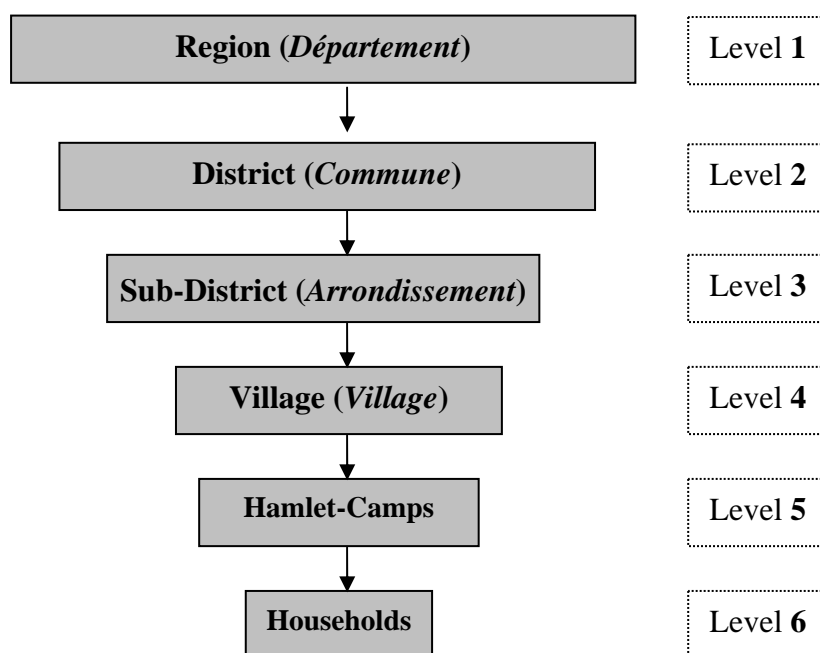 Region (Département)
Level 1
District (Commune)
Level 2
Sub-District (Arrondissement)
Level 3
Village (Village)
Level 4
Hamlet-Camps
Level 5
Households
Level 6